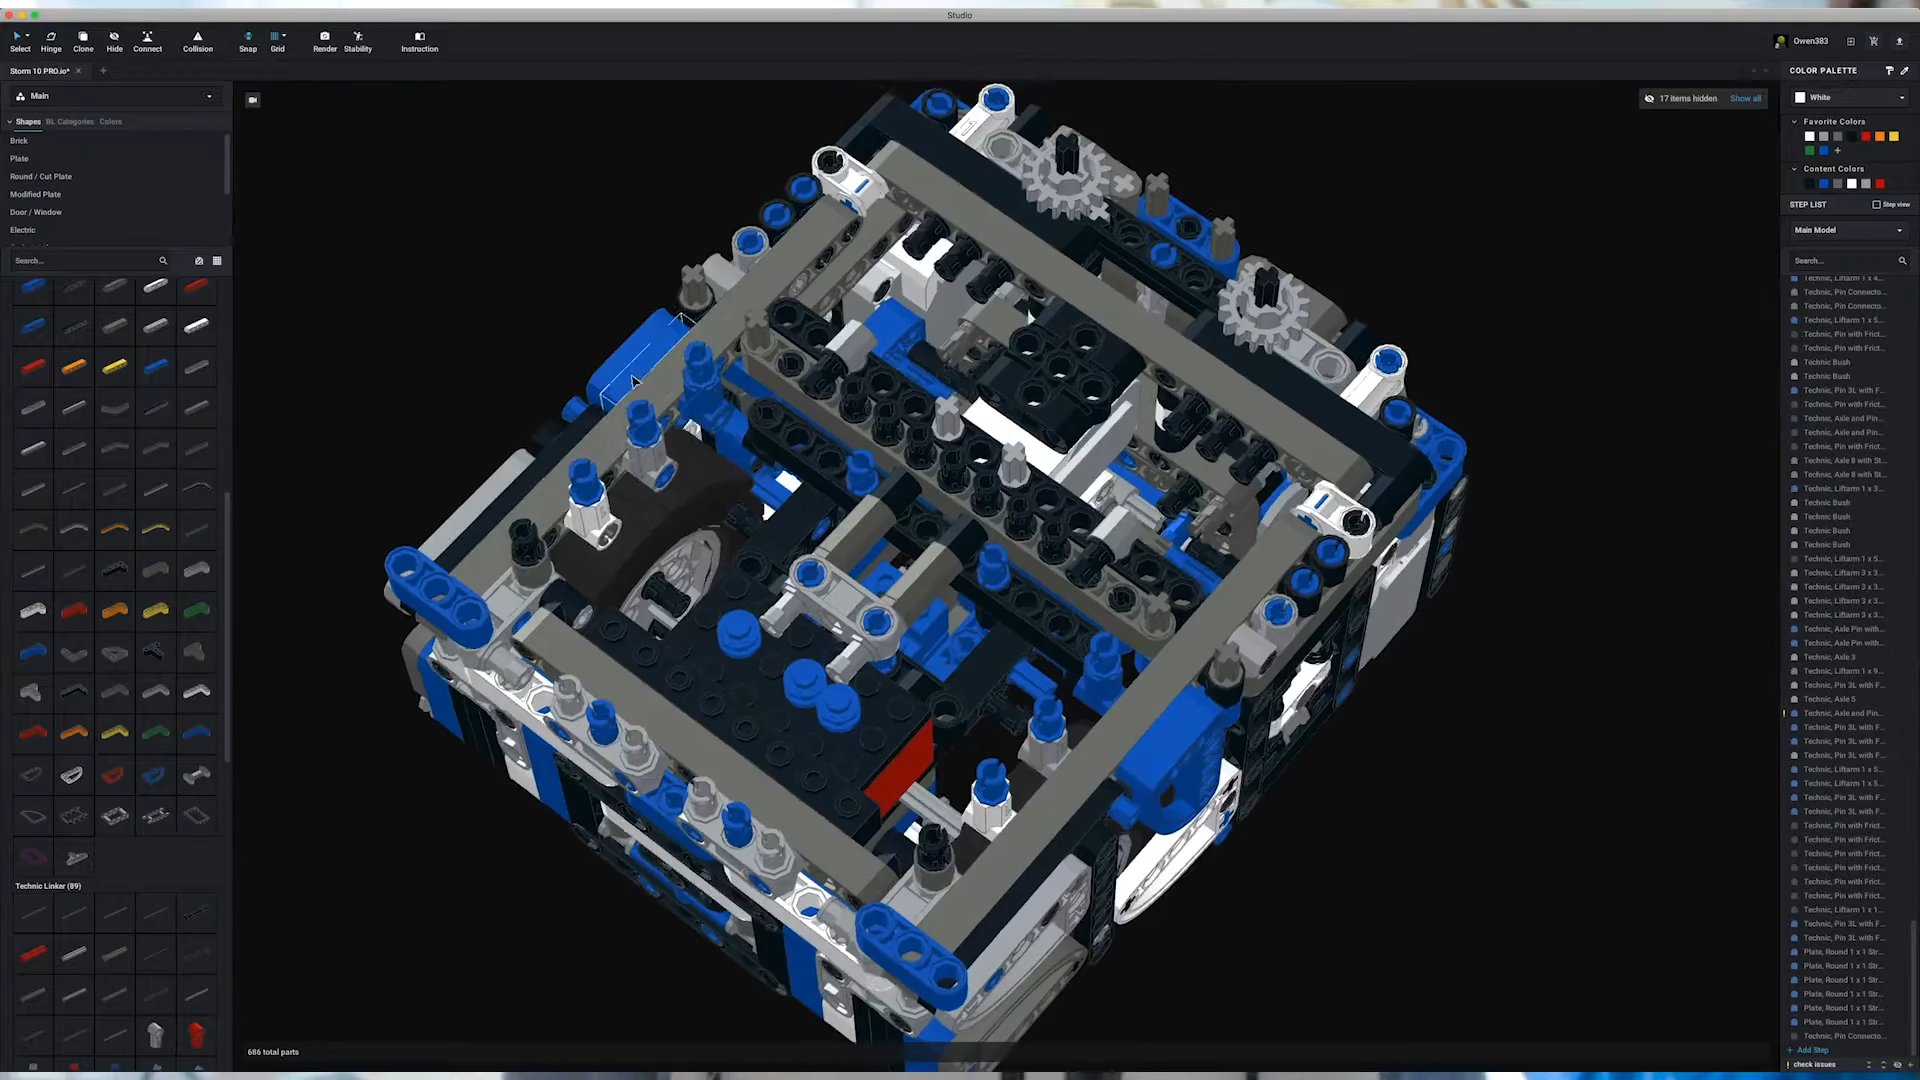 Studio
Select
Hinge
Clone
Hide
Connect
Collision
Snap
Grid
Render
Stability
Instruction
Owen383
Storm 10 PRO.io*
Main
Shapes
BL Categories
Colors
Brick
Plate
Round / Cut Plate
Modified Plate
Door / Window
Electric
Search...
Technic Linker (89)
17 items hidden
Show all
686 total parts
COLOR PALETTE
White
Favorite Colors
Content Colors
STEP LIST
Step view
Main Model
Search...
Technic, Liftarm 1 x 4...
Technic, Pin Connecto...
Technic, Pin Connecto...
Technic, Liftarm 1 x 5...
Technic, Pin with Frict...
Technic, Pin with Frict...
Technic Bush
Technic Bush
Technic, Pin 3L with F...
Technic, Pin with Frict...
Technic, Axle and Pin...
Technic, Axle and Pin...
Technic, Pin with Frict...
Technic, Axle 8 with St...
Technic, Axle 8 with St...
Technic, Liftarm 1 x 3...
Technic Bush
Technic Bush
Technic Bush
Technic Bush
Technic, Liftarm 1 x 5...
Technic, Liftarm 3 x 3...
Technic, Liftarm 3 x 3...
Technic, Liftarm 3 x 3...
Technic, Liftarm 3 x 3...
Technic, Axle Pin with...
Technic, Axle Pin with...
Technic, Axle 3
Technic, Liftarm 1 x 9...
Technic, Pin 3L with F...
Technic, Axle 5
Technic, Axle and Pin...
Technic, Pin 3L with F...
Technic, Pin 3L with F...
Technic, Pin 3L with F...
Technic, Liftarm 1 x 5...
Technic, Liftarm 1 x 5...
Technic, Pin 3L with F...
Technic, Pin 3L with F...
Technic, Pin with Frict...
Technic, Pin with Frict...
Technic, Pin with Frict...
Technic, Pin with Frict...
Technic, Pin with Frict...
Technic, Pin with Frict...
Technic, Liftarm 1 x 1...
Technic, Pin 3L with F...
Technic, Pin 3L with F...
Plate, Round 1 x 1 Str...
Plate, Round 1 x 1 Str...
Plate, Round 1 x 1 Str...
Plate, Round 1 x 1 Str...
Plate, Round 1 x 1 Str...
Plate, Round 1 x 1 Str...
Technic, Pin Connecto...
Add Step
check issues